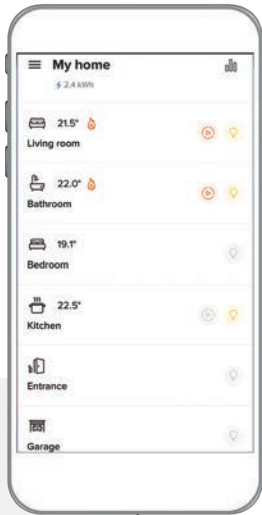 My home
2,4 kWh
21.5°
Living room
22.0°
Bathroom
19.1°
Bedroom
22.5°
Kitchen
Entrance
Garage